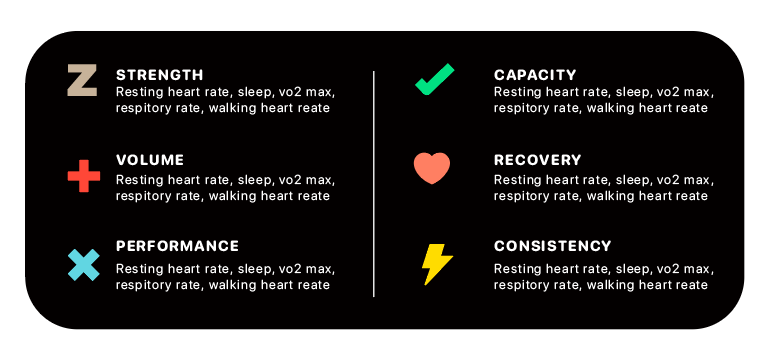 Z
STRENGTH
Resting heart rate, sleep, vo2 max,
respitory rate, walking heart reate
VOLUME
Resting heart rate, sleep, vo2 max,
respitory rate, walking heart reate
PERFORMANCE
Resting heart rate, sleep, vo2 max,
respitory rate, walking heart reate
CAPACITY
Resting heart rate, sleep, vo2 max,
respitory rate, walking heart reate
RECOVERY
Resting heart rate, sleep, vo2 max,
respitory rate, walking heart reate
CONSISTENCY
Resting heart rate, sleep, vo2 max,
respitory rate, walking heart reate